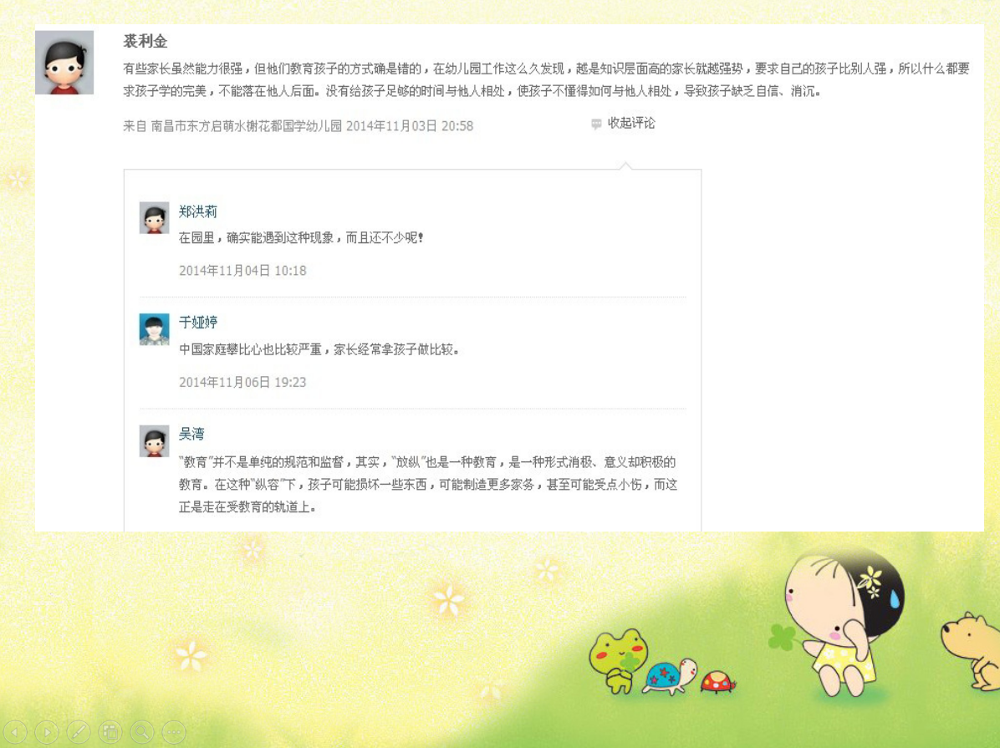 裘利金
有些家长虽然能力很强，但他们教育孩子的方式确是错的，在幼儿园工作这么久发现，越是知识层面高的家长就越强势，要求自己的孩子比别人强，所以什么都要
求孩子学的完美，不能落在他人后面。没有给孩子足够的时间与他人相处，使孩子不懂得如何与他人相处，导致孩子缺乏自信、消沉。
来自 南昌市东方启萌水榭花都国学幼儿园 2014年11月03日 20:58
收起评论
郑洪莉
在园里，确实能遇到这种现象，而且还不少呢！
2014年11月04日 10:18
于娅婷
中国家庭攀比心也比较严重，家长经常拿孩子做比较。
2014年11月06日 19:23
吴湾
“教育”并不是单纯的规范和监督，其实，“放纵”也是一种教育，是一种形式消极、意义却积极的
教育。在这种“纵容”下，孩子可能损坏一些东西，可能制造更多家务，甚至可能受点小伤，而这
正是走在受教育的轨道上。